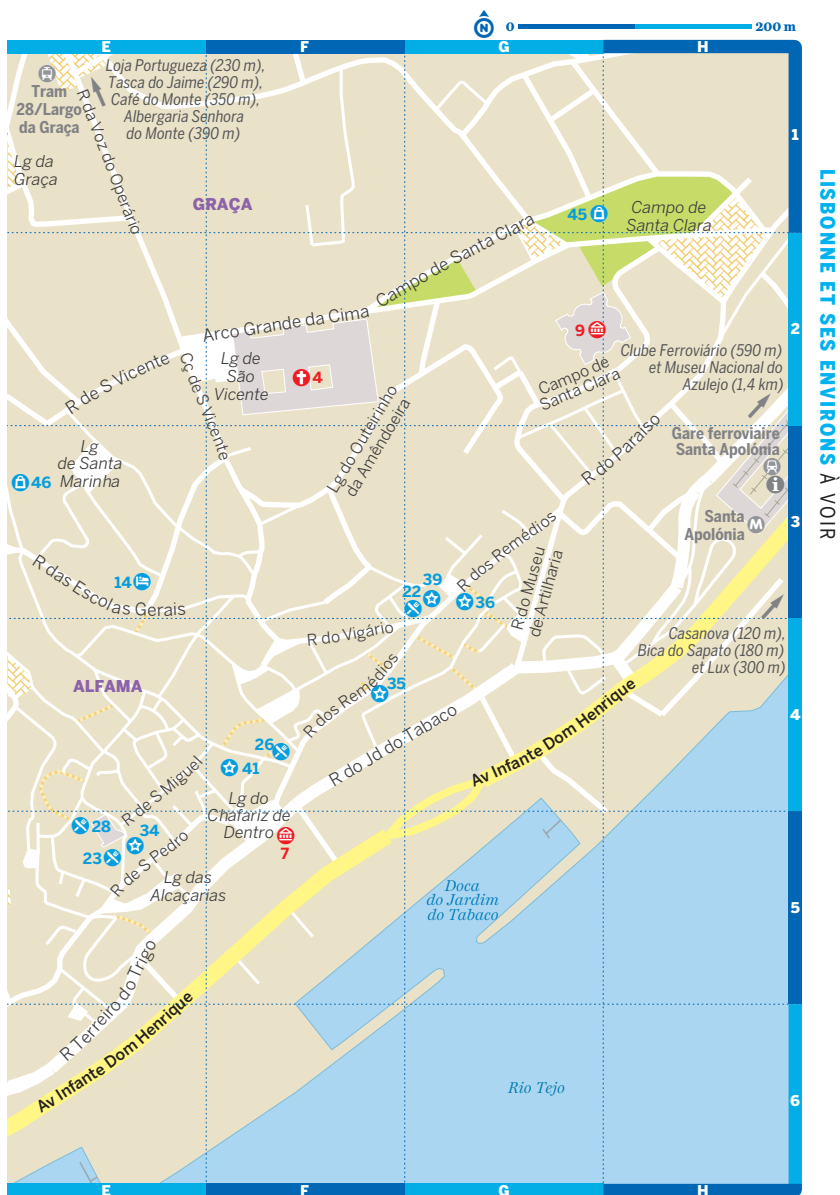 N 0 200 m
E F G H
Loja Portugueza (230 m),
Tasca do Jaime (290 m),
Café do Monte (350 m),
Albergaria Senhora
do Monte (390 m)
Tram
28/Largo
da Graça
R da Voz do Operário
Lg da
Graça
1
GRAÇA
45
Campo de
Santa Clara
Campo de Santa Clara
LISBONNE ET SES ENVIRONS À VOIR
Arco Grande da Cima
2
9
Clube Ferroviário (590 m)
et Museu Nacional do
Azulejo (1,4 km)
R de S Vicente
Cç de S Vicente
Lg de
São
Vicente
4
Campo de
Santa Clara
Lg do Outeirinho
da Amêndoeira
R do Paraíso
Gare ferroviaire
Santa Apolónia
Lg
de Santa
Marinha
46
Santa
Apolónia
3
R das Escolas Gerais
14
39
22
36
R dos Remédios
R do Museu
de Artilharia
R do Vigário
Casanova (120 m),
Bica do Sapato (180 m)
et Lux (300 m)
ALFAMA
35
R dos Remédios
4
26
41
R do Jd do Tabaco
Av Infante Dom Henrique
R de S Miguel
Lg do
Chafariz de
Dentro
7
28
34
23
R de S Pedro
Lg das
Alcaçarias
Doca
do Jardim
do Tabaco
5
R Terreiro do Trigo
Av Infante Dom Henrique
Rio Tejo
6
E F G H